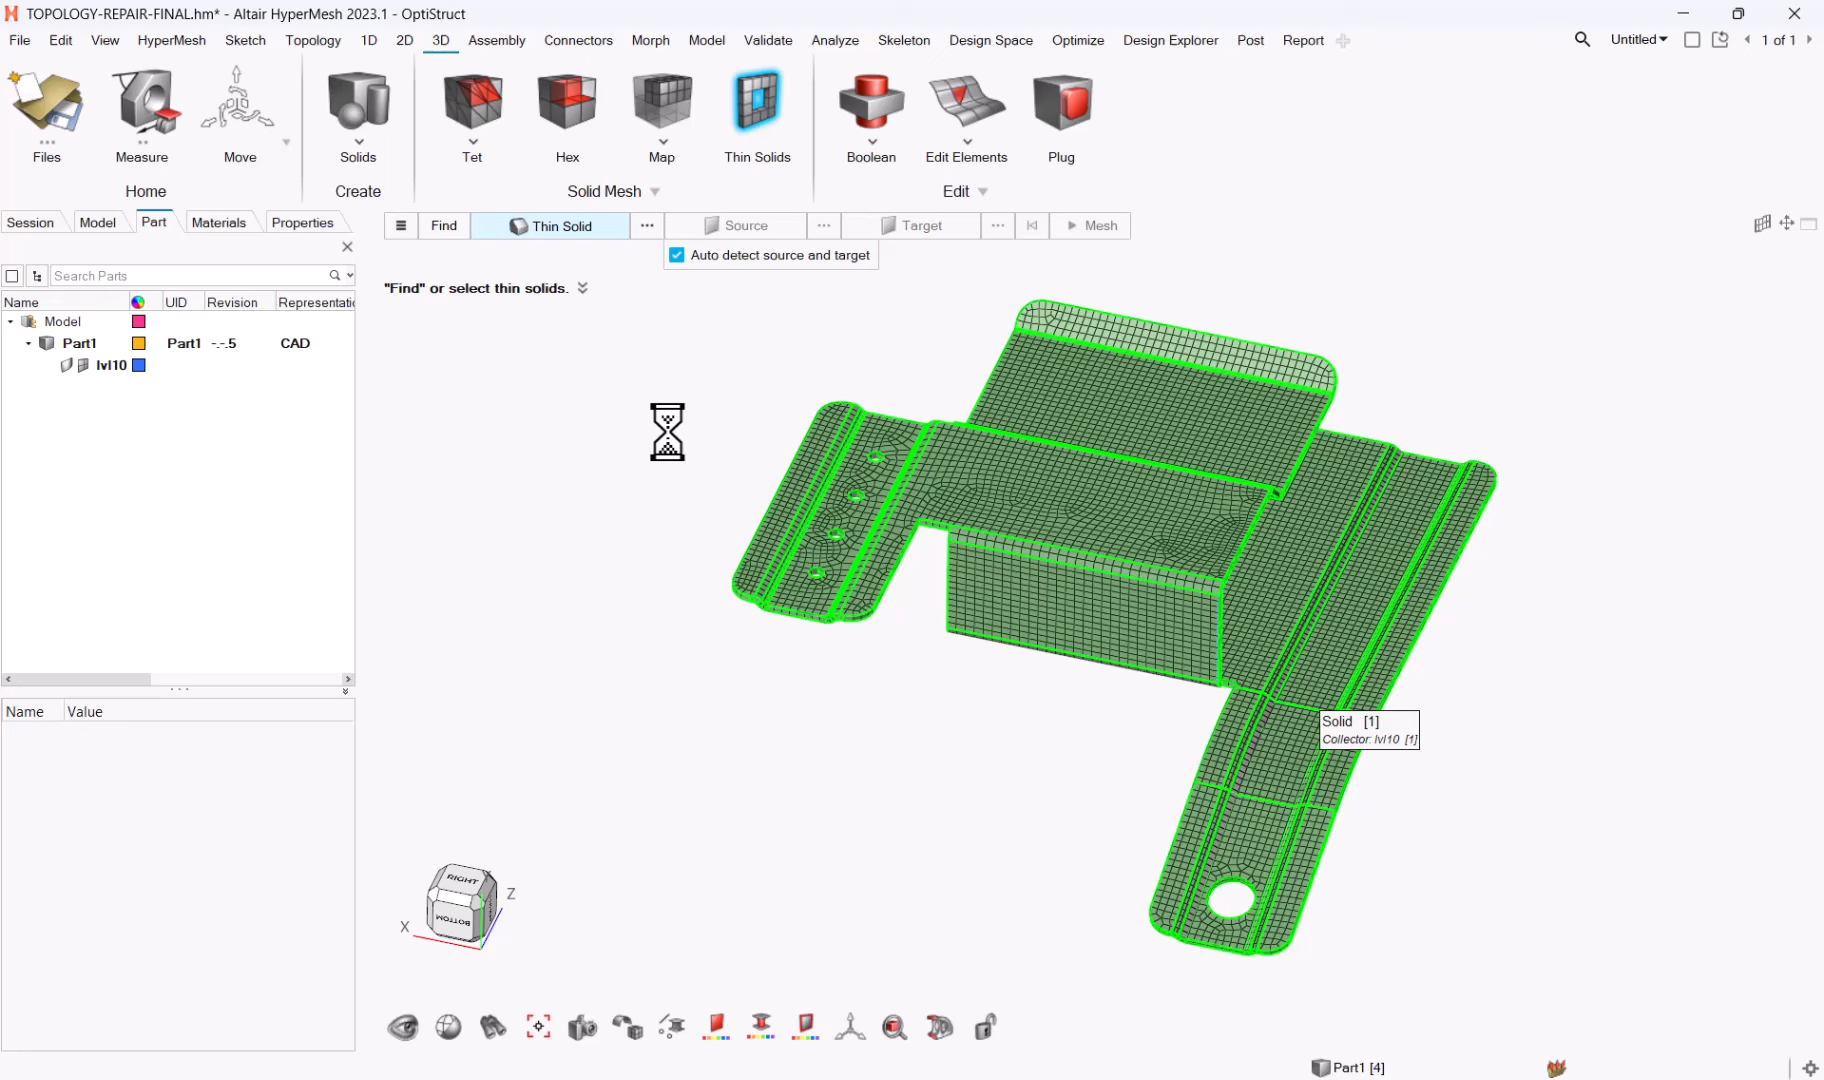 TOPOLOGY-REPAIR-FINAL.hm* - Altair HyperMesh 2023.1 - OptiStruct
File Edit View HyperMesh Sketch Topology 1D 2D 3D Assembly Connectors Morph Model Validate Analyze Skeleton Design Space Optimize Design Explorer Post Report Untitled 1 of 1
Files Measure Move Solids Tet Hex Map Thin Solids Boolean Edit Elements Plug
Home Create Solid Mesh Edit
Session Model Part Materials Properties
Find Thin Solid Source Target Mesh
Auto detect source and target
Search Parts
"Find" or select thin solids.
Name UID Revision Representatic
Model
Part1 Part1 -.-.5 CAD
lvl10
Name Value
Solid [1]
Collector: lvl10 [1]
RIGHT
BOTTOM
X
Z
Part1 [4]